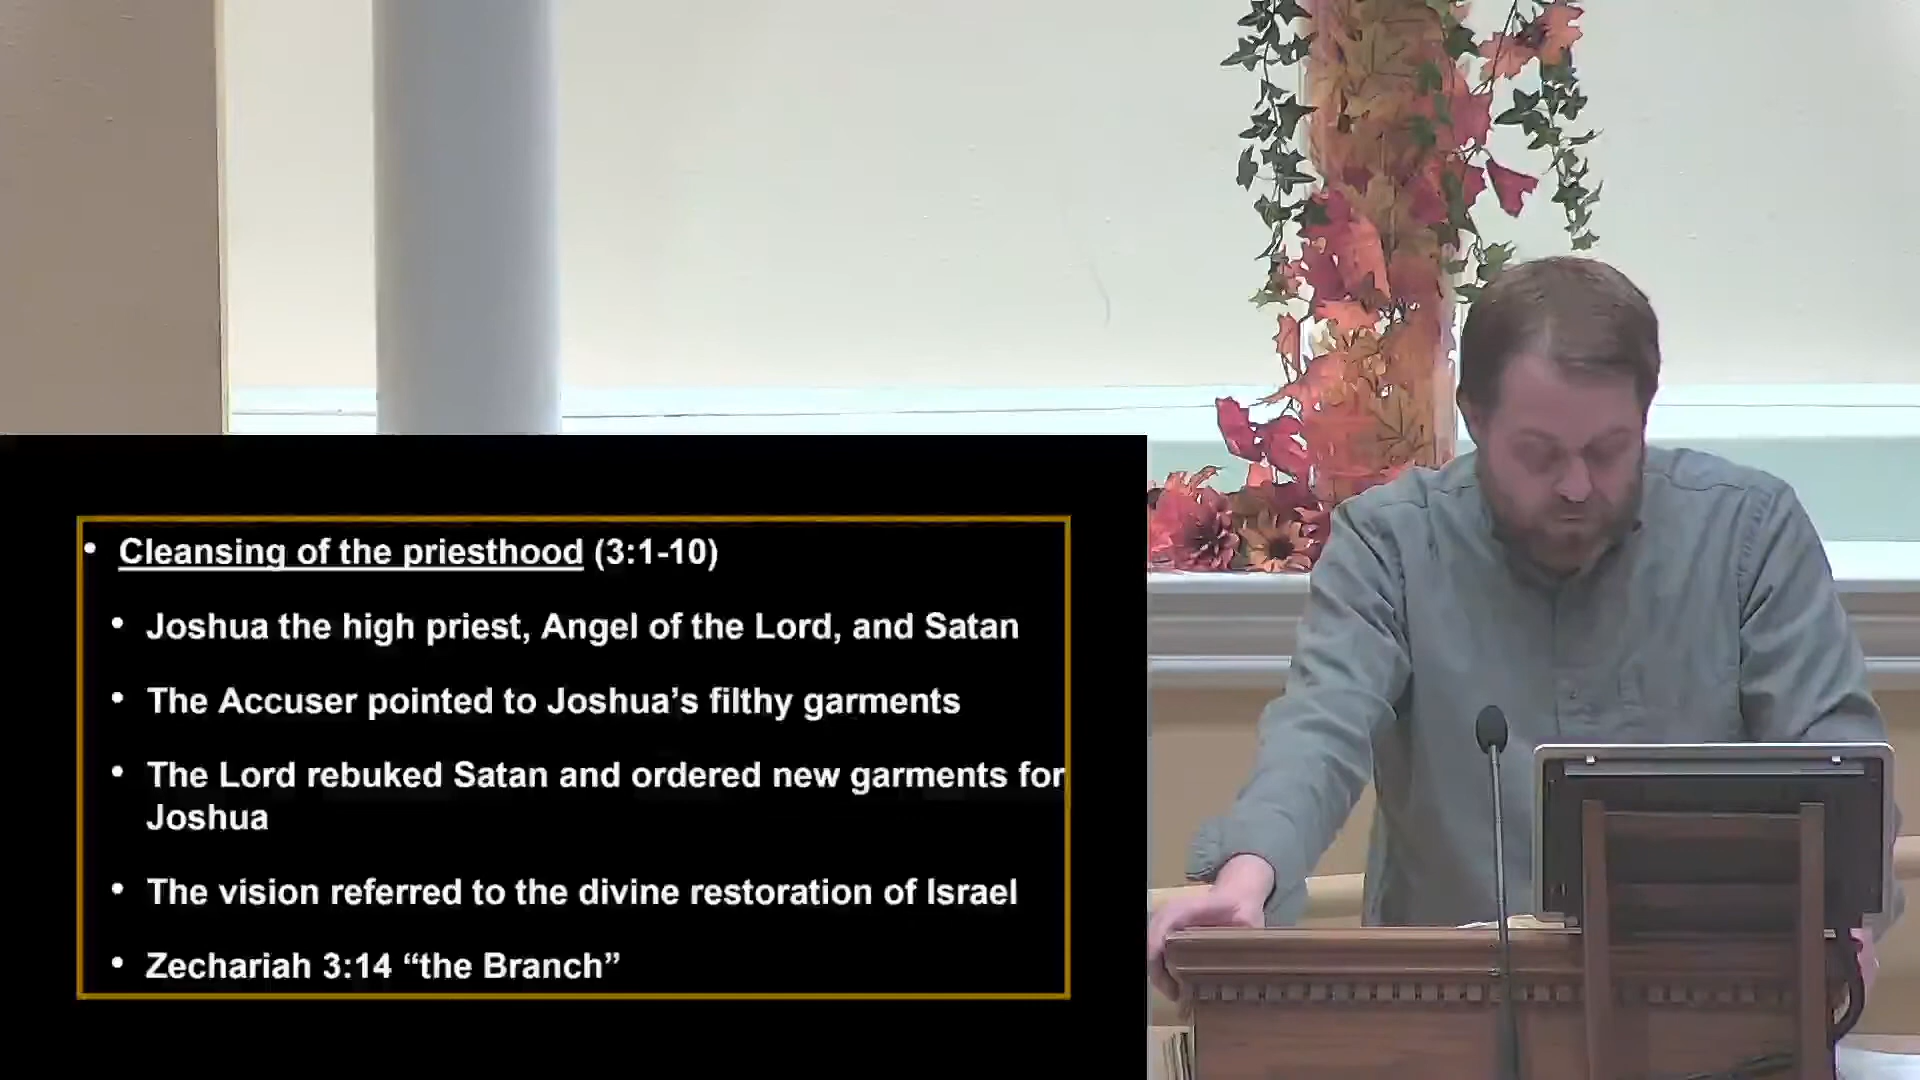 • Cleansing of the priesthood (3:1-10)
• Joshua the high priest, Angel of the Lord, and Satan
• The Accuser pointed to Joshua’s filthy garments
• The Lord rebuked Satan and ordered new garments for
Joshua
• The vision referred to the divine restoration of Israel
• Zechariah 3:14 “the Branch”